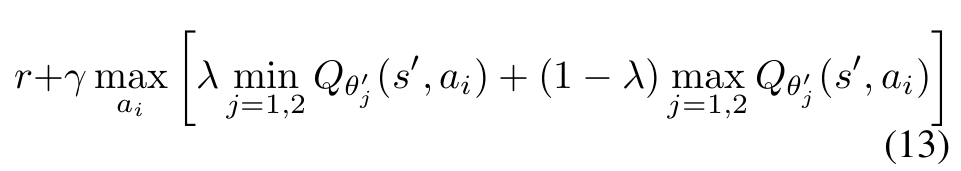 r+γ max_{a_i} [λ min_{j=1,2} Q_{θ′_j}(s′, a_i) + (1 − λ) max_{j=1,2} Q_{θ′_j}(s′, a_i)]
(13)